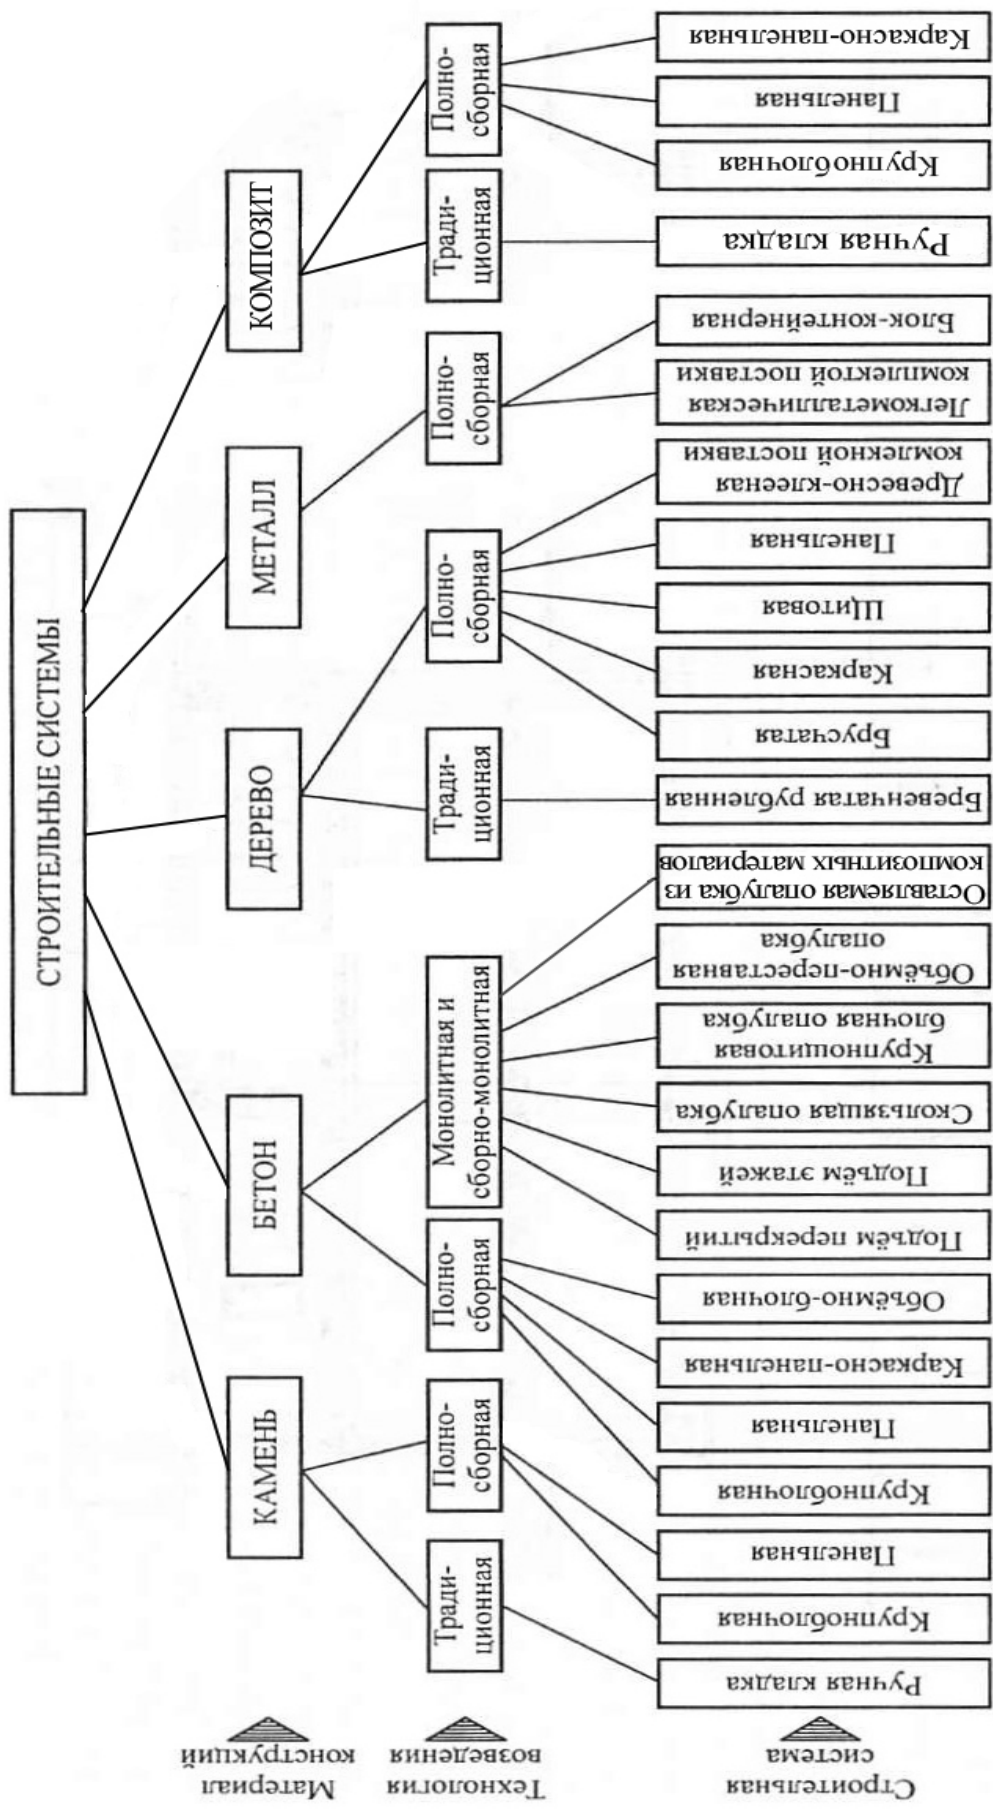 СТРОИТЕЛЬНЫЕ СИСТЕМЫ
Материал
конструкций
КАМЕНЬ
БЕТОН
ДЕРЕВО
МЕТАЛЛ
КОМПОЗИТ
Технология
возведения
Тради-
ционная
Полно-
сборная
Полно-
сборная
Монолитная и
сборно-монолитная
Тради-
ционная
Полно-
сборная
Полно-
сборная
Тради-
ционная
Полно-
сборная
Строительная
система
Ручная кладка
Крупноблочная
Панельная
Крупноблочная
Панельная
Каркасно-панельная
Объёмно-блочная
Подъём перекрытий
Подъём этажей
Скользящая опалубка
Крупнощитовая
блочная опалубка
Объёмно-переставная
опалубка
Оставляемая опалубка из
композитных материалов
Бревенчатая рубленная
Брусчатая
Каркасная
Щитовая
Панельная
Древесно-клееная
комлекной поставки
Легкометаллическая
комплектой поставки
Блок-контейнерная
Ручная кладка
Крупноблочная
Панельная
Каркасно-панельная